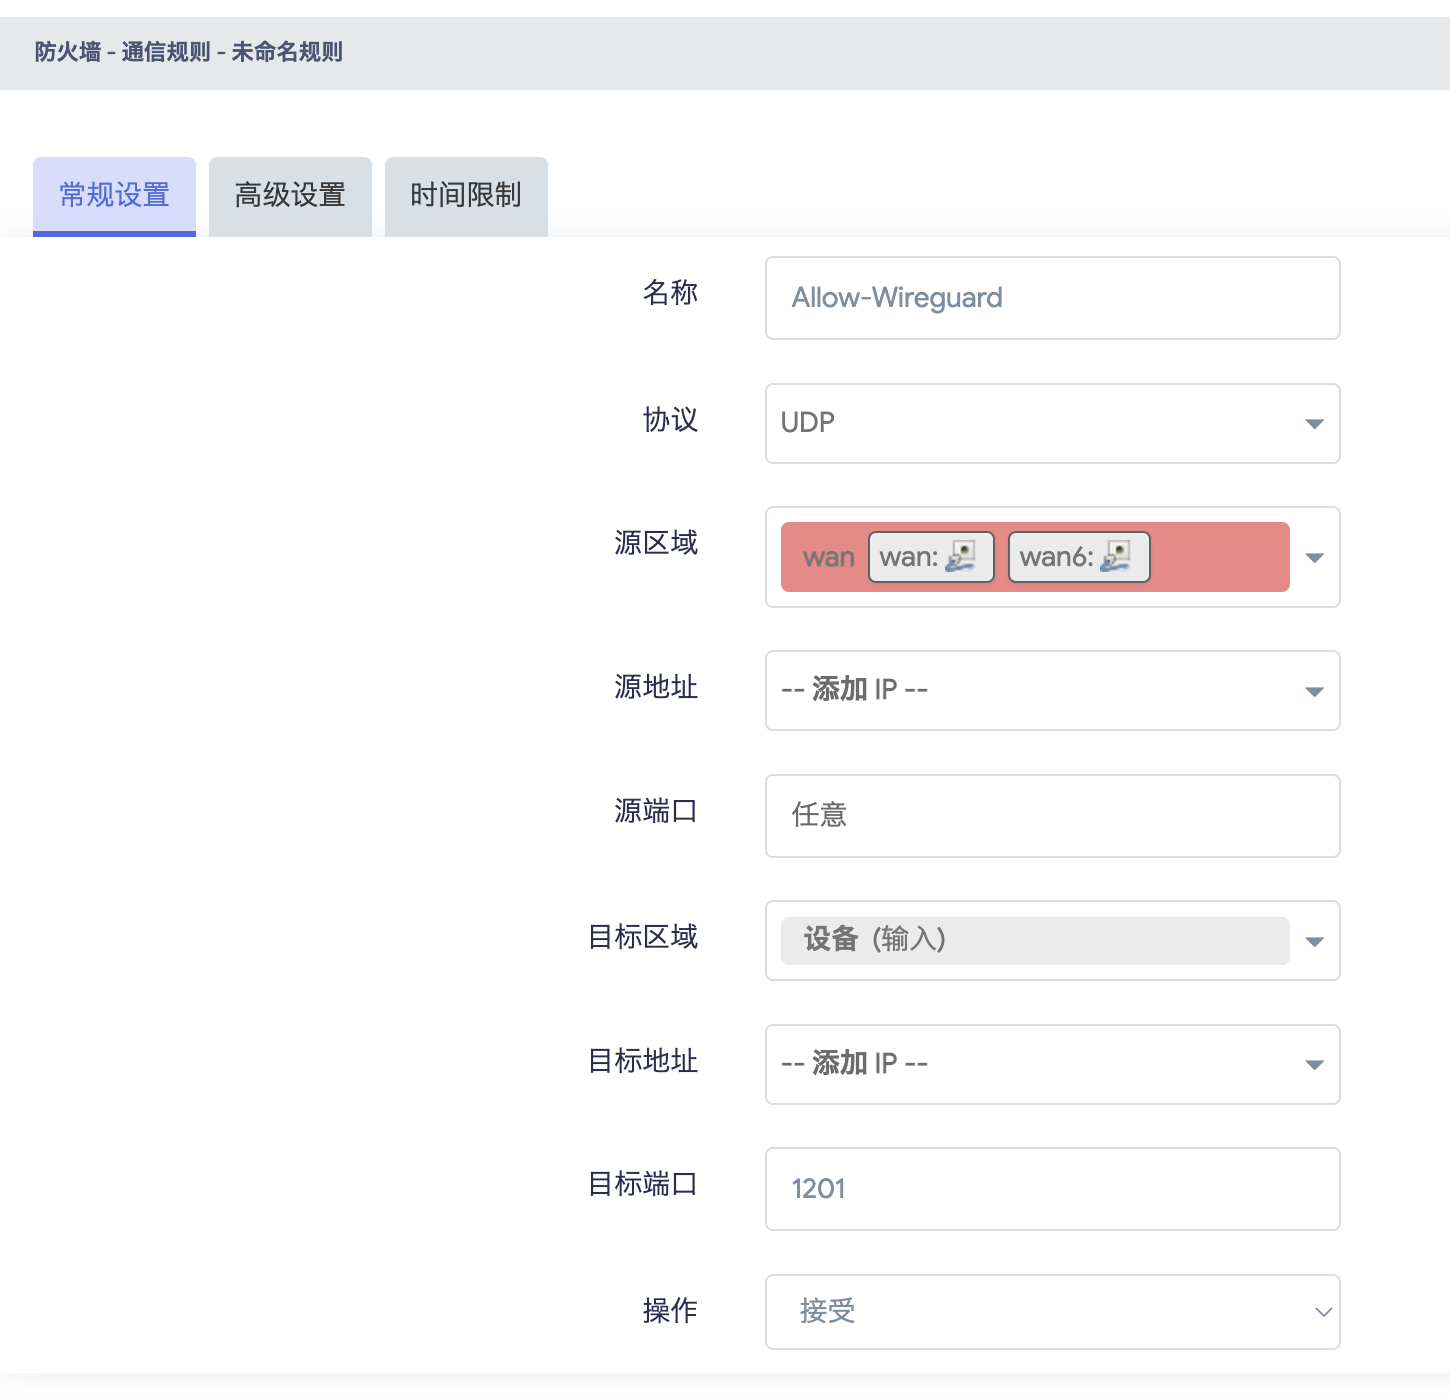 防火墙 - 通信规则 - 未命名规则
常规设置 高级设置 时间限制
名称 Allow-Wireguard
协议 UDP
源区域 wan wan: wan6:
源地址 -- 添加 IP --
源端口 任意
目标区域 设备 (输入)
目标地址 -- 添加 IP --
目标端口 1201
操作 接受